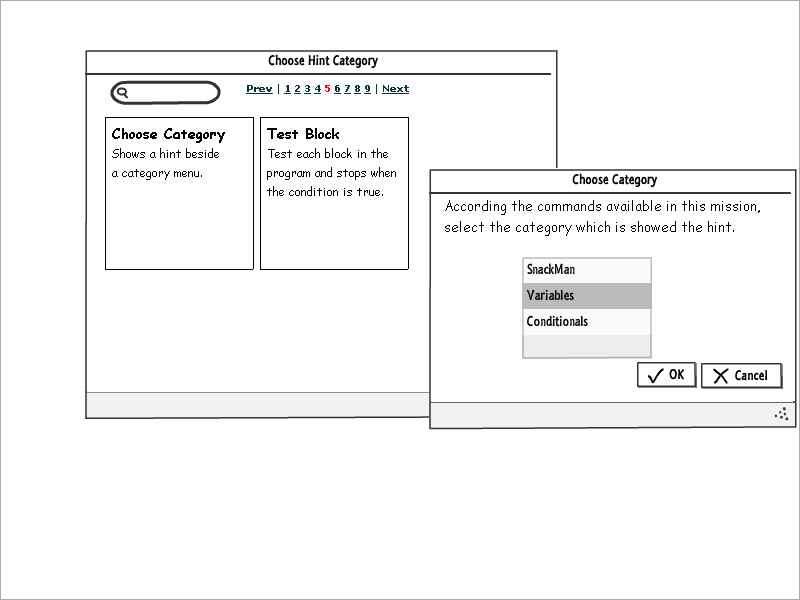 Choose Hint Category
Prev | 1 2 3 4 5 6 7 8 9 | Next
Choose Category
Shows a hint beside
a category menu.
Test Block
Test each block in the
program and stops when
the condition is true.
Choose Category
According the commands available in this mission,
select the category which is showed the hint.
SnackMan
Variables
Conditionals
OK
Cancel